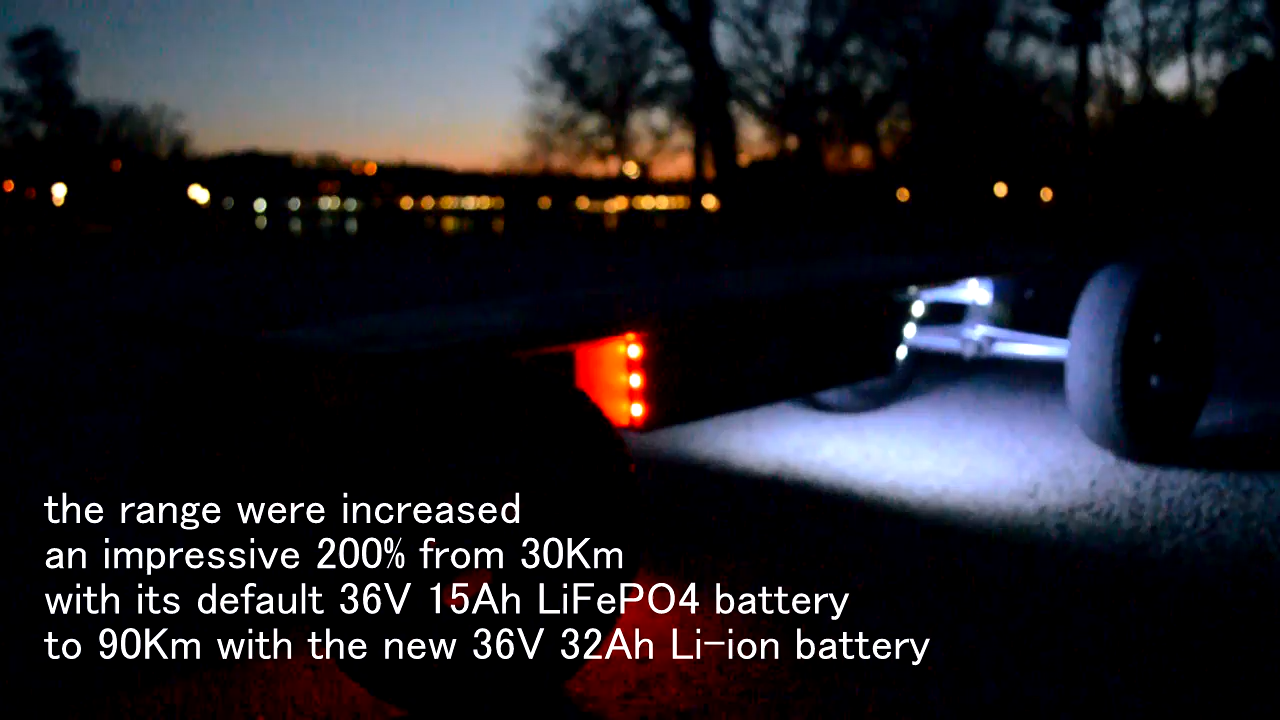 the range were increased
an impressive 200% from 30Km
with its default 36V 15Ah LiFePO4 battery
to 90Km with the new 36V 32Ah Li-ion battery